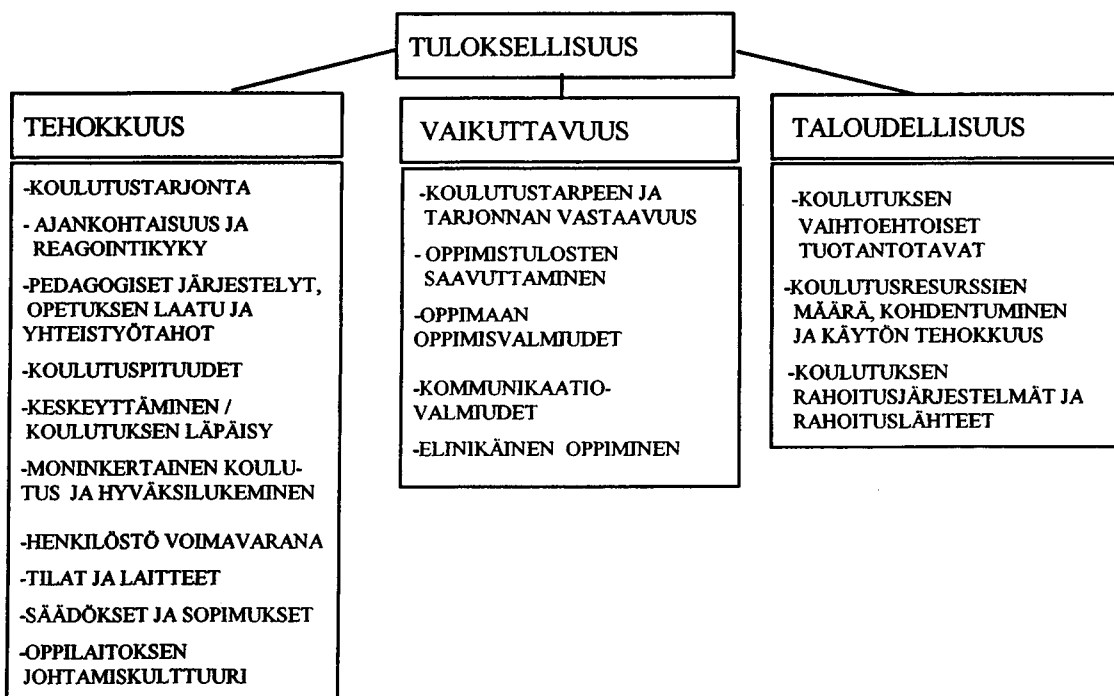 TULOKSELLISUUS
TEHOKKUUS
-KOULUTUSTARJONTA
- AJANKOHTAISUUS JA
REAGOINTIKYKY
-PEDAGOGISET JÄRJESTELYT,
OPETUKSEN LAATU JA
YHTEISTYÖTAHOT
-KOULUTUSPITUUDET
-KESKEYTTÄMINEN /
KOULUTUKSEN LÄPÄISY
-MONINKERTAINEN KOULU-
TUS JA HYVÄKSILUKEMINEN
-HENKILÖSTÖ VOIMAVARANA
-TILAT JA LAITTEET
-SÄÄDÖKSET JA SOPIMUKSET
-OPPILAITOKSEN
JOHTAMISKULTTUURI
VAIKUTTAVUUS
-KOULUTUSTARPEEN JA
TARJONNAN VASTAAVUUS
- OPPIMISTULOSTEN
SAAVUTTAMINEN
-OPPIMAAN
OPPIMISVALMIUDET
-KOMMUNIKAATIO-
VALMIUDET
-ELINIKÄINEN OPPIMINEN
TALOUDELLISUUS
-KOULUTUKSEN
VAIHTOEHTOISET
TUOTANTOTAVAT
-KOULUTUSRESURSSIEN
MÄÄRÄ, KOHDENTUMINEN
JA KÄYTÖN TEHOKKUUS
-KOULUTUKSEN
RAHOITUSJÄRJESTELMÄT JA
RAHOITUSLÄHTEET